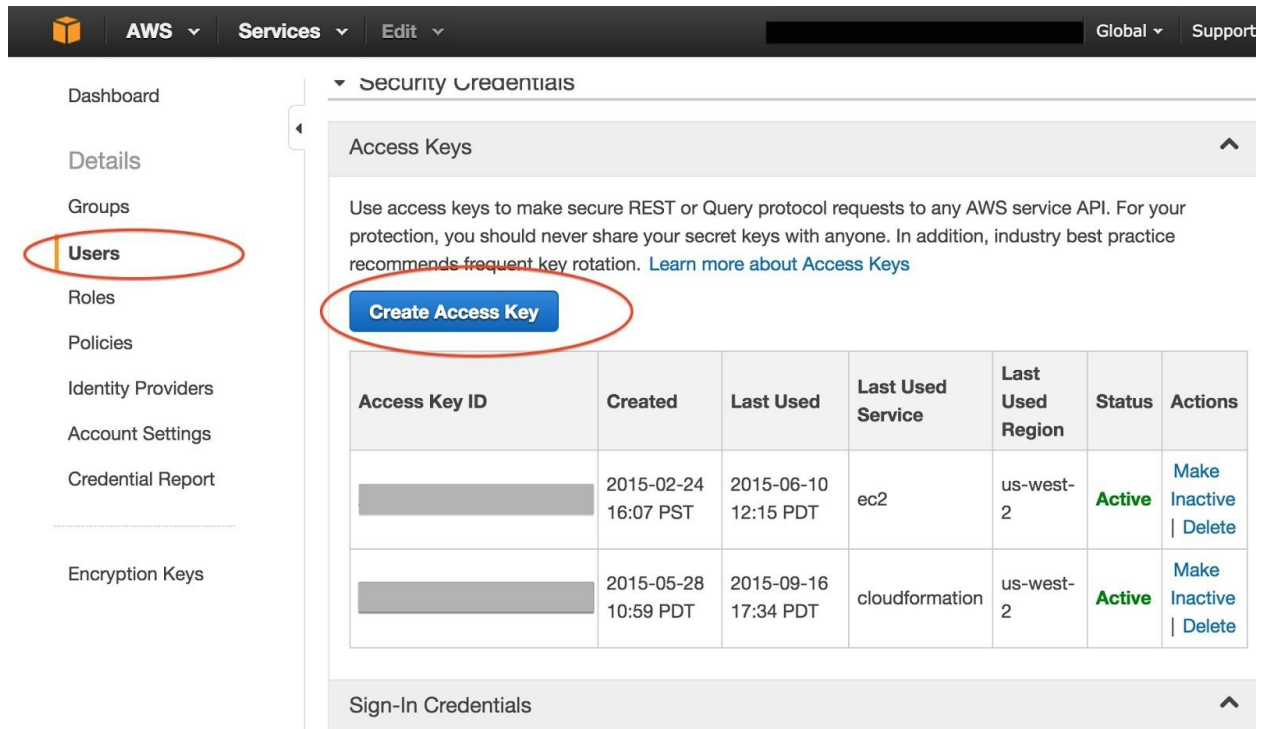 AWS Services Edit Global Support
Dashboard
Details
Groups
Users
Roles
Policies
Identity Providers
Account Settings
Credential Report
Encryption Keys
Security Credentials
Access Keys
Use access keys to make secure REST or Query protocol requests to any AWS service API. For your
protection, you should never share your secret keys with anyone. In addition, industry best practice
recommends frequent key rotation. Learn more about Access Keys
Create Access Key
Access Key ID Created Last Used Last Used Service Last Used Region Status Actions
2015-02-24 16:07 PST 2015-06-10 12:15 PDT ec2 us-west-2 Active Make Inactive | Delete
2015-05-28 10:59 PDT 2015-09-16 17:34 PDT cloudformation us-west-2 Active Make Inactive | Delete
Sign-In Credentials